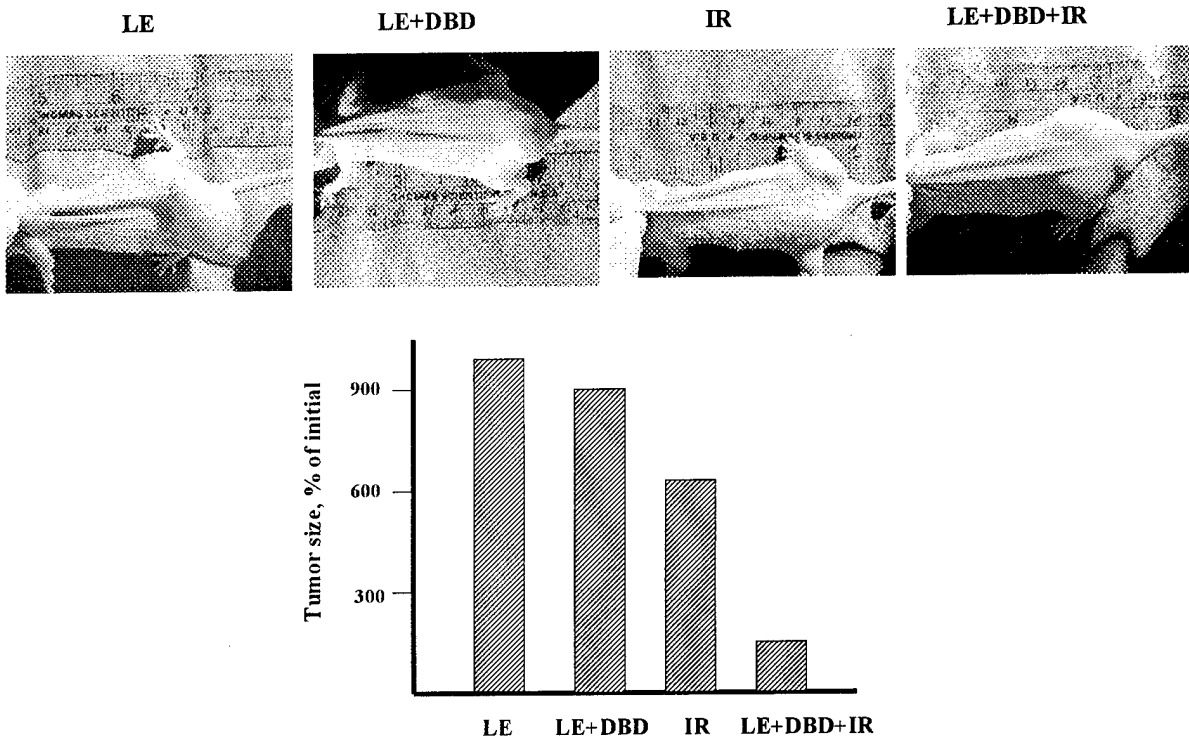 LE LE+DBD IR LE+DBD+IR
Tumor size, % of initial
900
600
300
LE LE+DBD IR LE+DBD+IR